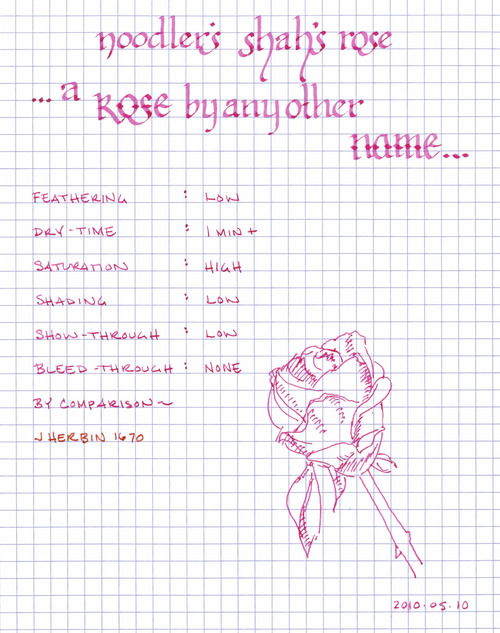 noodler's shah's rose
...a ROSE by any other
name...
FEATHERING : LOW
DRY-TIME : 1 MIN +
SATURATION : HIGH
SHADING : LOW
SHOW-THROUGH : LOW
BLEED-THROUGH : NONE
BY COMPARISON ~
J HERBIN 1670
2010.05.10